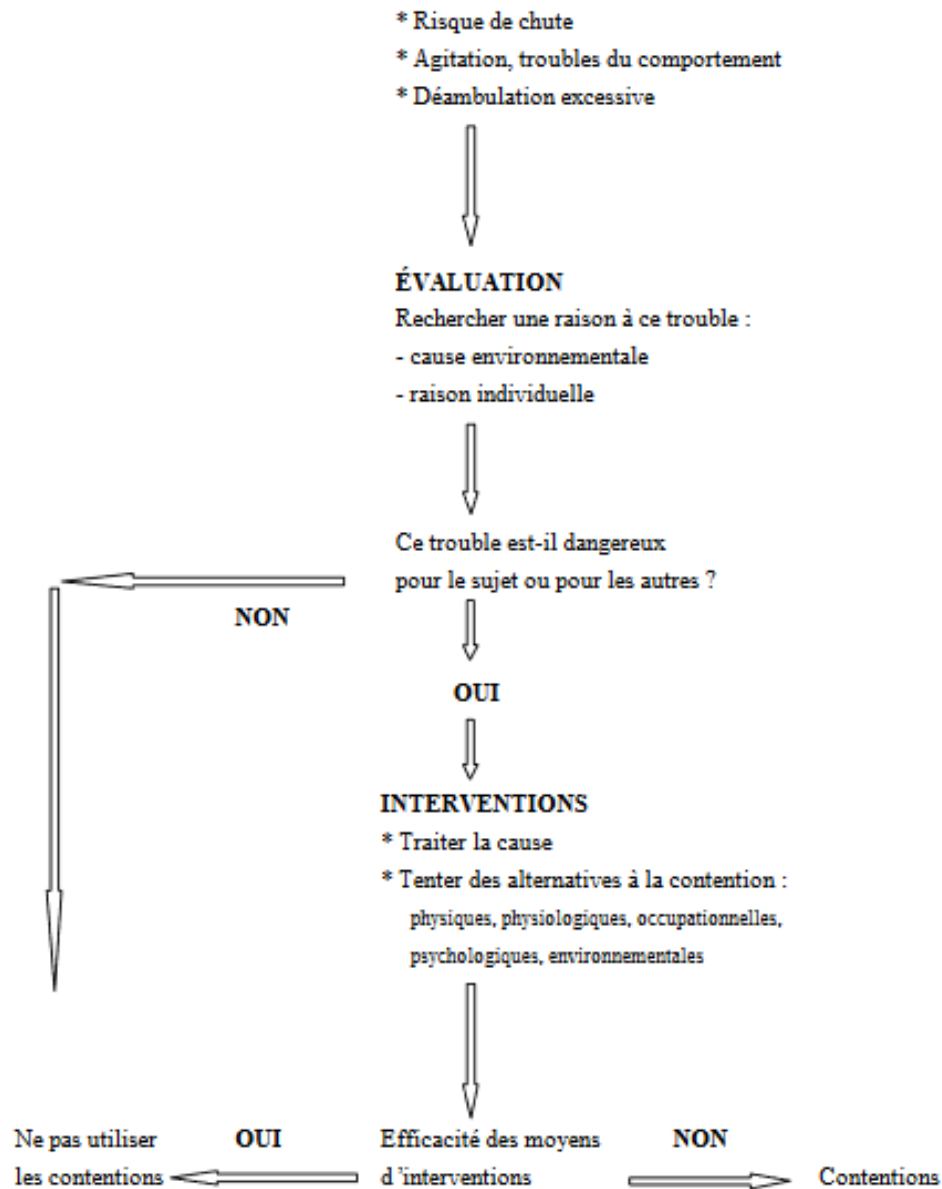 * Risque de chute
* Agitation, troubles du comportement
* Déambulation excessive
ÉVALUATION
Rechercher une raison à ce trouble :
- cause environnementale
- raison individuelle
Ce trouble est-il dangereux
pour le sujet ou pour les autres ?
NON
OUI
INTERVENTIONS
* Traiter la cause
* Tenter des alternatives à la contention :
physiques, physiologiques, occupationnelles,
psychologiques, environnementales
Ne pas utiliser
les contentions
OUI
Efficacité des moyens
d 'interventions
NON
Contentions